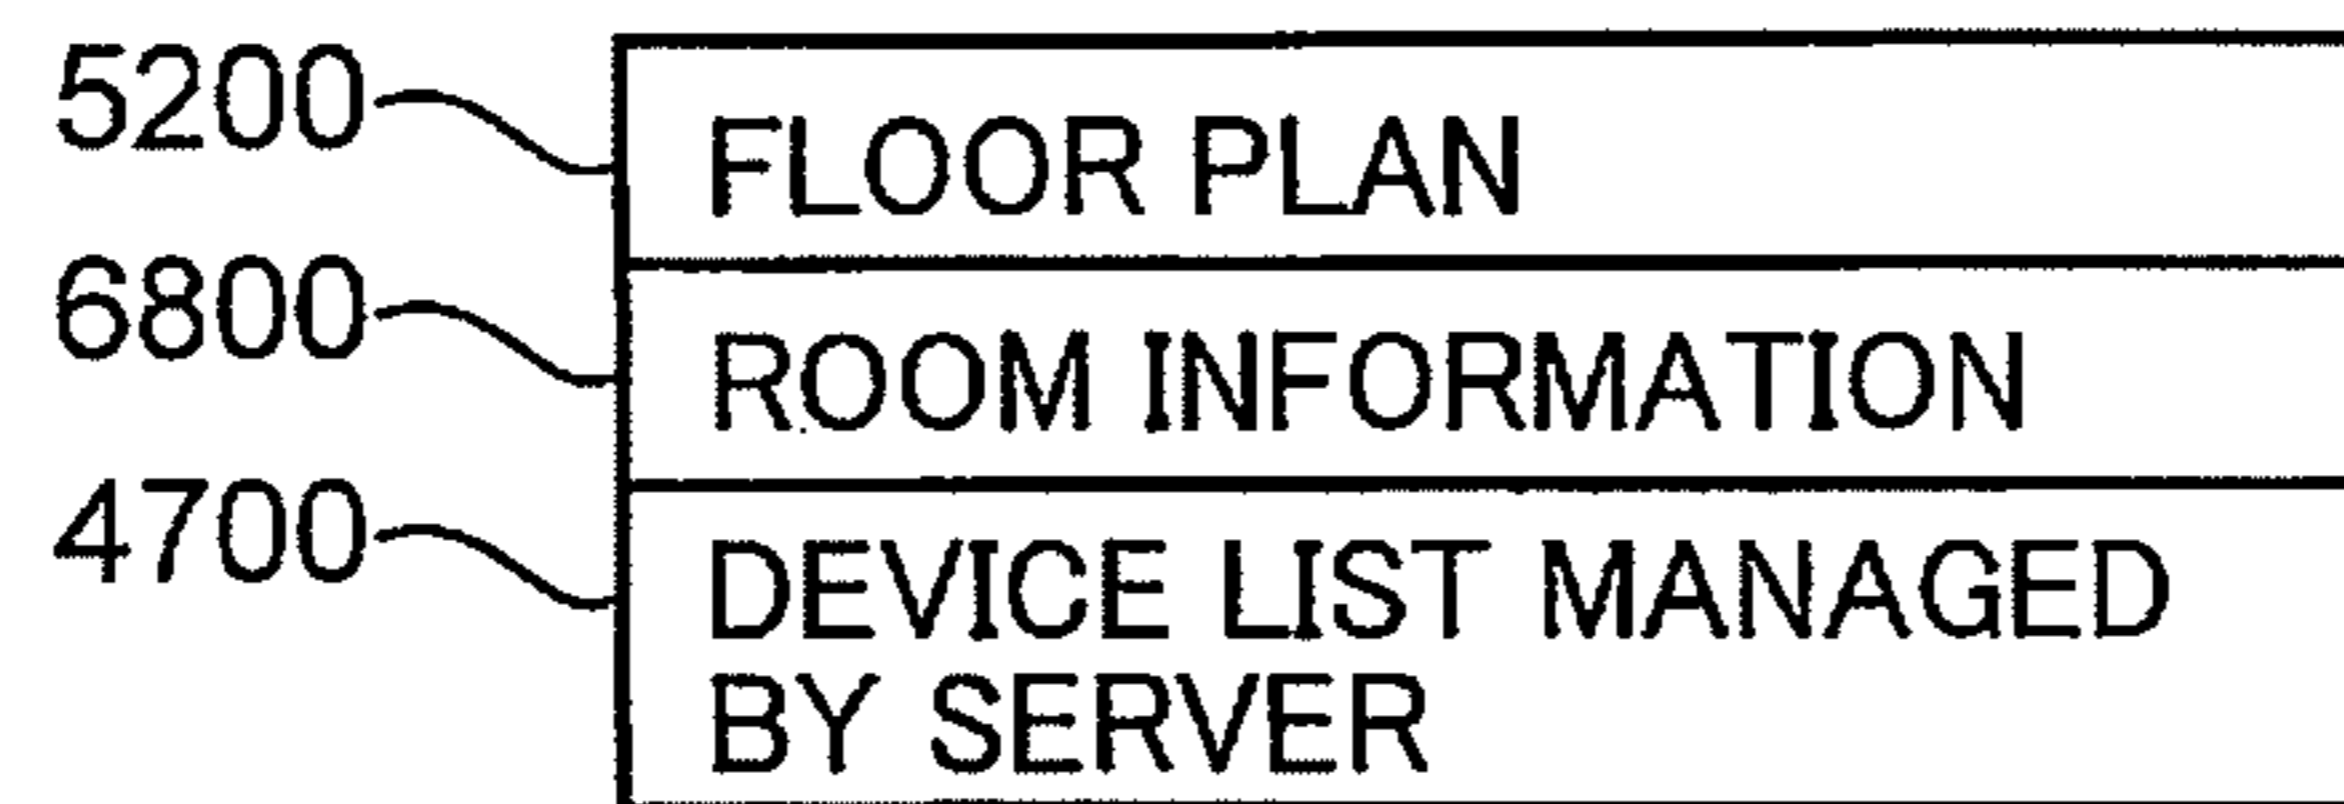 5200 FLOOR PLAN
6800 ROOM INFORMATION
4700 DEVICE LIST MANAGED
BY SERVER